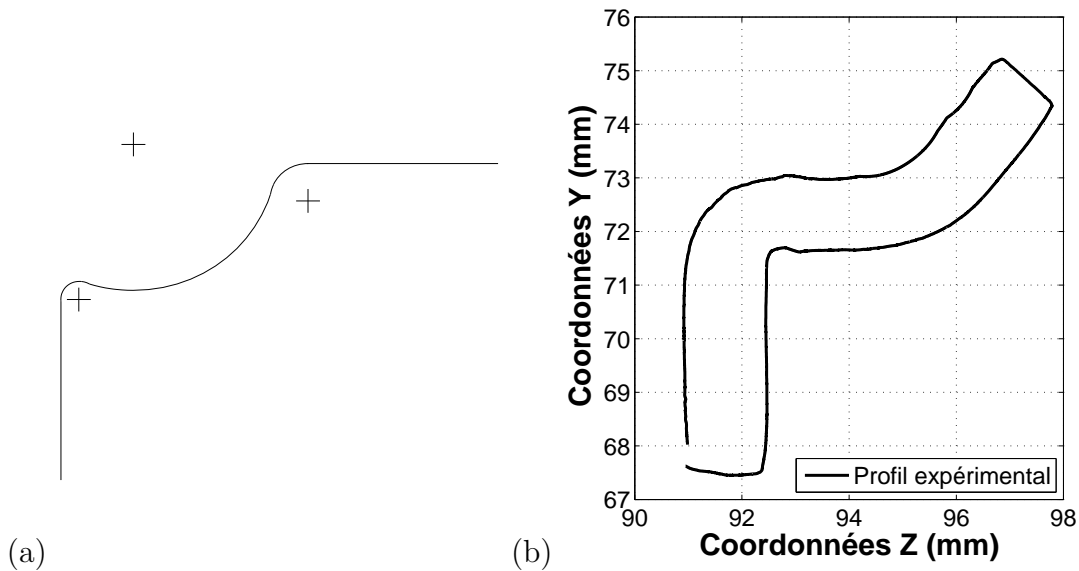 76
75
74
73
72
71
70
69
68
67
Coordonnées Y (mm)
Profil expérimental
90 92 94 96 98
Coordonnées Z (mm)
(a)
(b)